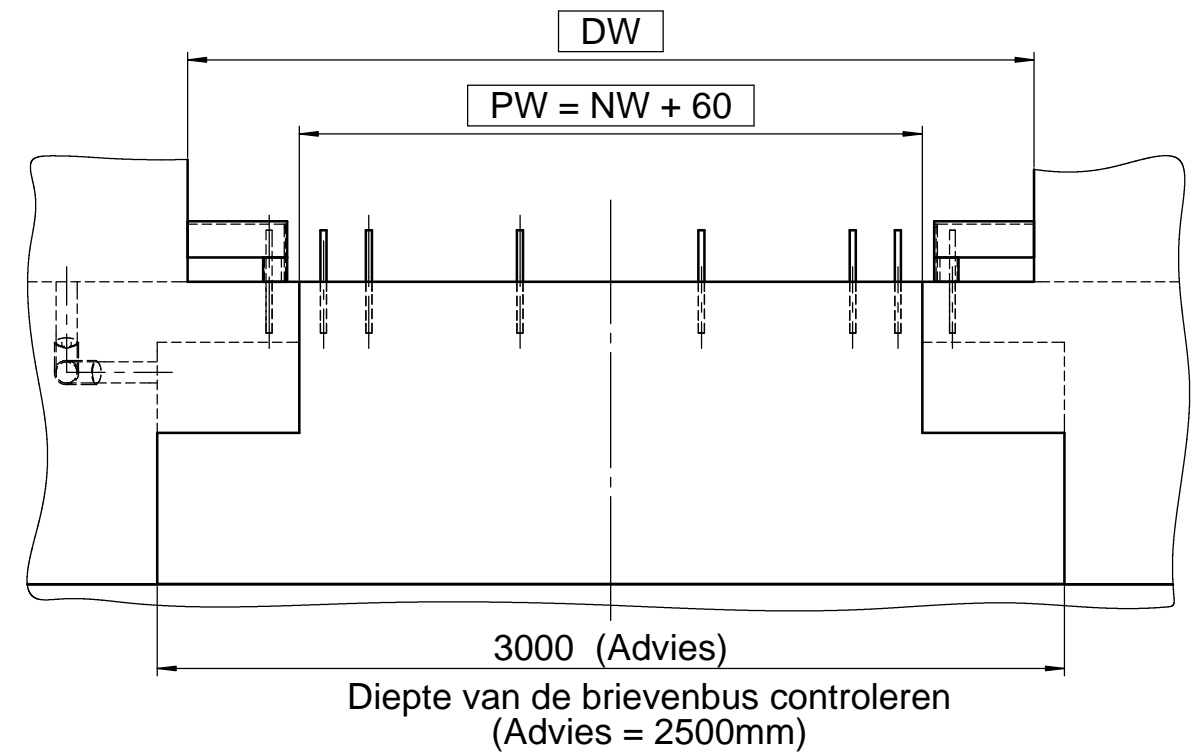 DW
PW = NW + 60
3000 (Advies)
Diepte van de brievenbus controleren
(Advies = 2500mm)